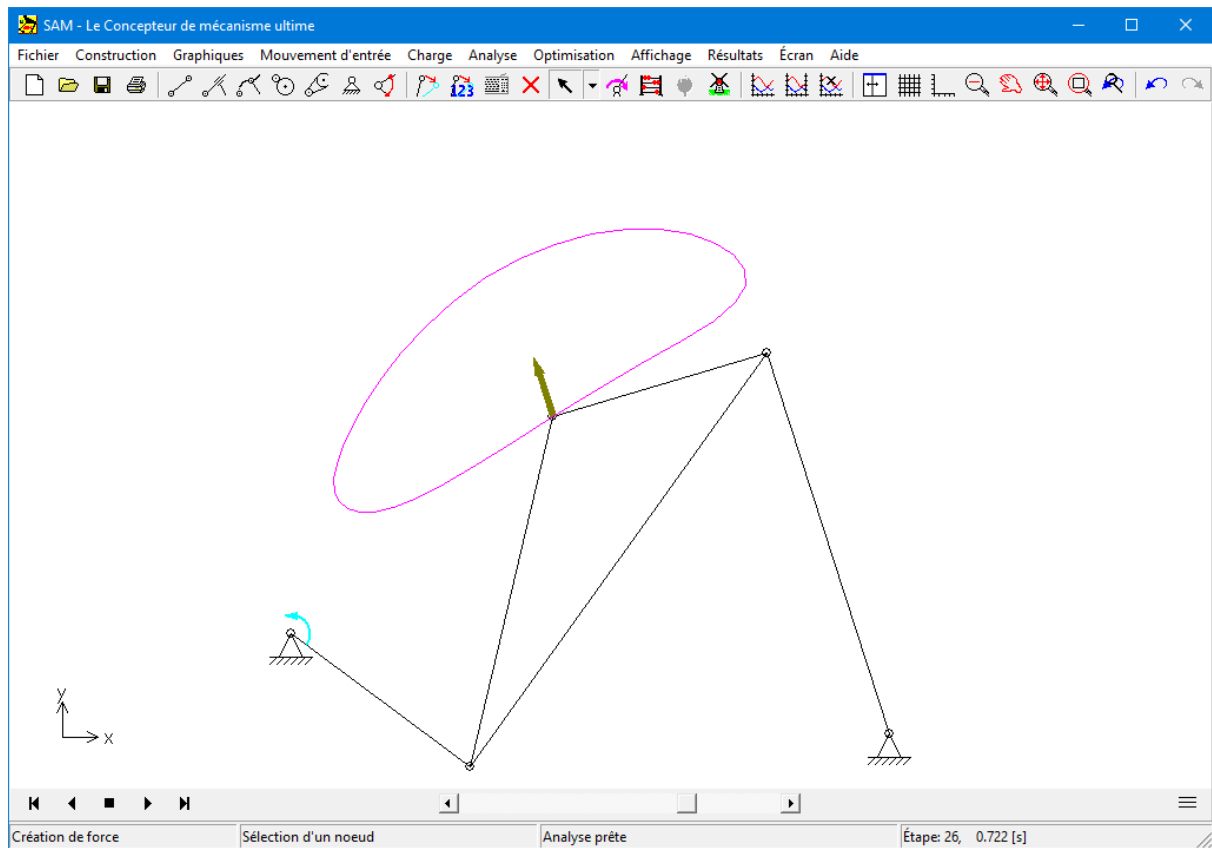 SAM - Le Concepteur de mécanisme ultime
Fichier Construction Graphiques Mouvement d'entrée Charge Analyse Optimisation Affichage Résultats Écran Aide
123
y
x
Création de force Sélection d'un noeud Analyse prête Étape: 26, 0.722 [s]